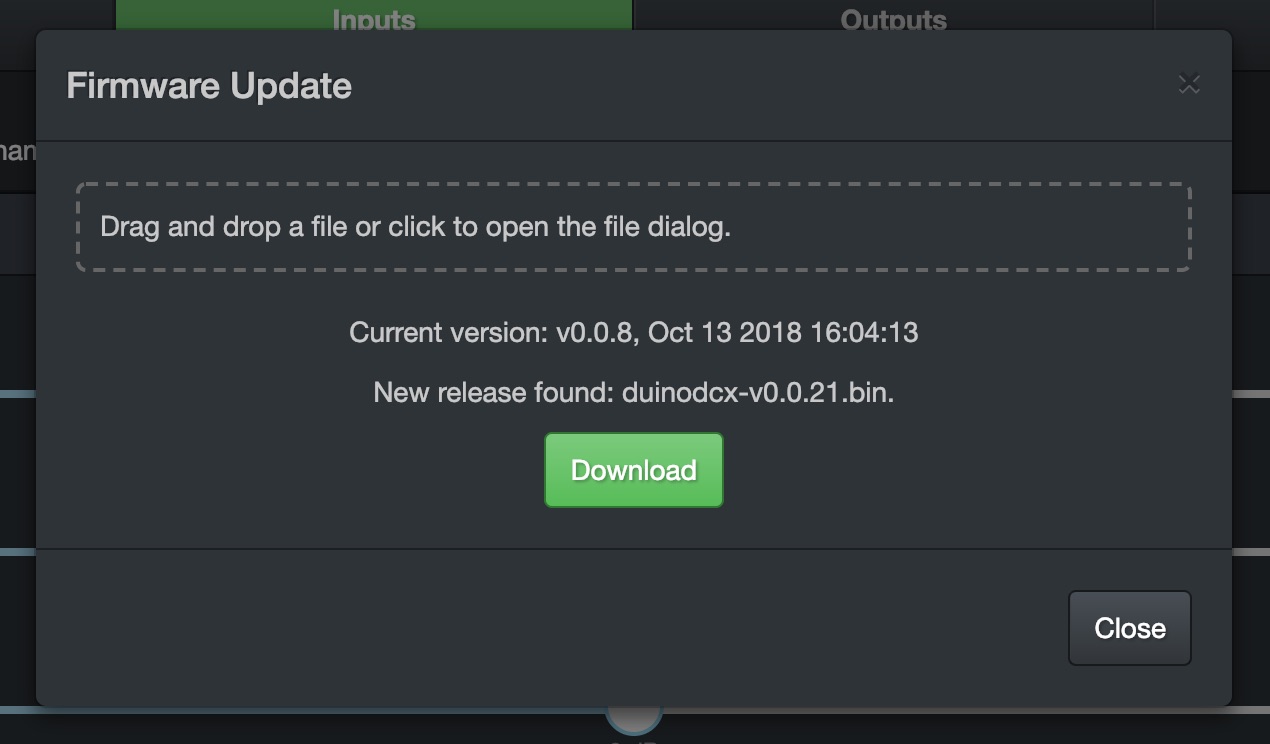 Inputs
Outputs
Firmware Update
×
Drag and drop a file or click to open the file dialog.
Current version: v0.0.8, Oct 13 2018 16:04:13
New release found: duinodcx-v0.0.21.bin.
Download
Close